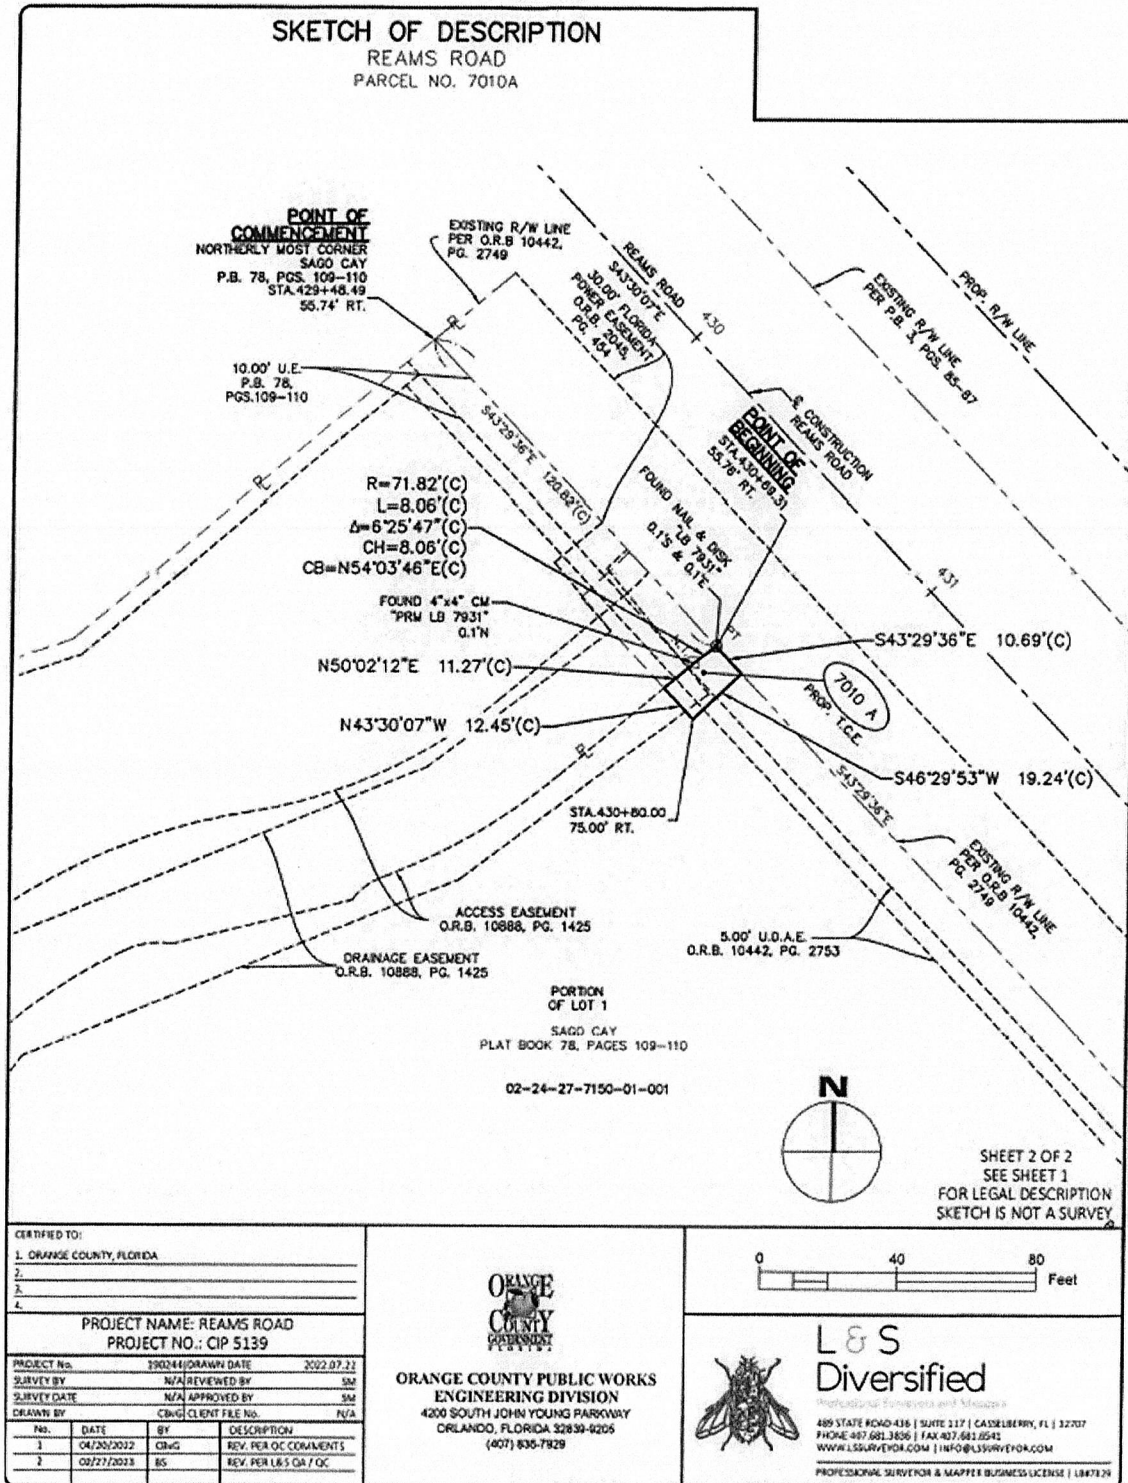 SKETCH OF DESCRIPTION
REAMS ROAD
PARCEL NO. 7010A
POINT OF
COMMENCEMENT
NORTHERLY MOST CORNER
SAGO CAY
P.B. 78, PGS. 109-110
STA.429+48.49
55.74' RT.
EXISTING R/W LINE
PER O.R.B 10442,
PG. 2749
REAMS ROAD
S43°30'07"E
30.00' FLORIDA
POWER EASEMENT
O.R.B. 2045,
PG. 464
430
EXISTING R/W LINE
PER P.B. 3, PGS. 85-87
PROP. R/W LINE
10.00' U.E.
P.B. 78,
PGS.109-110
S43°29'36"E 120.82'(C)
℄ CONSTRUCTION
REAMS ROAD
POINT OF
BEGINNING
STA.430+69.31
55.76' RT.
FOUND NAIL & DISK
"LB 7931"
0.1'S & 0.1'E
R=71.82'(C)
L=8.06'(C)
Δ=6°25'47"(C)
CH=8.06'(C)
CB=N54°03'46"E(C)
431
FOUND 4"x4" CM
"PRM LB 7931"
0.1'N
PT
S43°29'36"E 10.69'(C)
N50°02'12"E 11.27'(C)
7010 A
PROP. T.C.E.
N43°30'07"W 12.45'(C)
S46°29'53"W 19.24'(C)
S43°29'36"E
STA.430+80.00
75.00' RT.
EXISTING R/W LINE
PER O.R.B 10442,
PG. 2749
ACCESS EASEMENT
O.R.B. 10888, PG. 1425
5.00' U.D.A.E.
O.R.B. 10442, PG. 2753
DRAINAGE EASEMENT
O.R.B. 10888, PG. 1425
PORTION
OF LOT 1
SAGO CAY
PLAT BOOK 78, PAGES 109-110
02-24-27-7150-01-001
N
SHEET 2 OF 2
SEE SHEET 1
FOR LEGAL DESCRIPTION
SKETCH IS NOT A SURVEY
CERTIFIED TO:
1. ORANGE COUNTY, FLORIDA
2.
3.
4.
PROJECT NAME: REAMS ROAD
PROJECT NO.: CIP 5139
PROJECT No. 190244 DRAWN DATE 2022.07.22
SURVEY BY N/A REVIEWED BY SM
SURVEY DATE N/A APPROVED BY SM
DRAWN BY CBvG CLIENT FILE No. N/A
No. DATE BY DESCRIPTION
1 04/20/2022 CBvG REV. PER OC COMMENTS
2 02/27/2023 BS REV. PER L&S QA / QC
ORANGE
COUNTY
GOVERNMENT
FLORIDA
ORANGE COUNTY PUBLIC WORKS
ENGINEERING DIVISION
4200 SOUTH JOHN YOUNG PARKWAY
ORLANDO, FLORIDA 32839-9205
(407) 836-7929
0 40 80
Feet
L & S
Diversified
Professional Surveyors and Mappers
489 STATE ROAD 436 | SUITE 117 | CASSELBERRY, FL | 32707
PHONE 407.681.3836 | FAX 407.681.6541
WWW.LSSURVEYOR.COM | INFO@LSSURVEYOR.COM
PROFESSIONAL SURVEYOR & MAPPER BUSINESS LICENSE | LB#7829